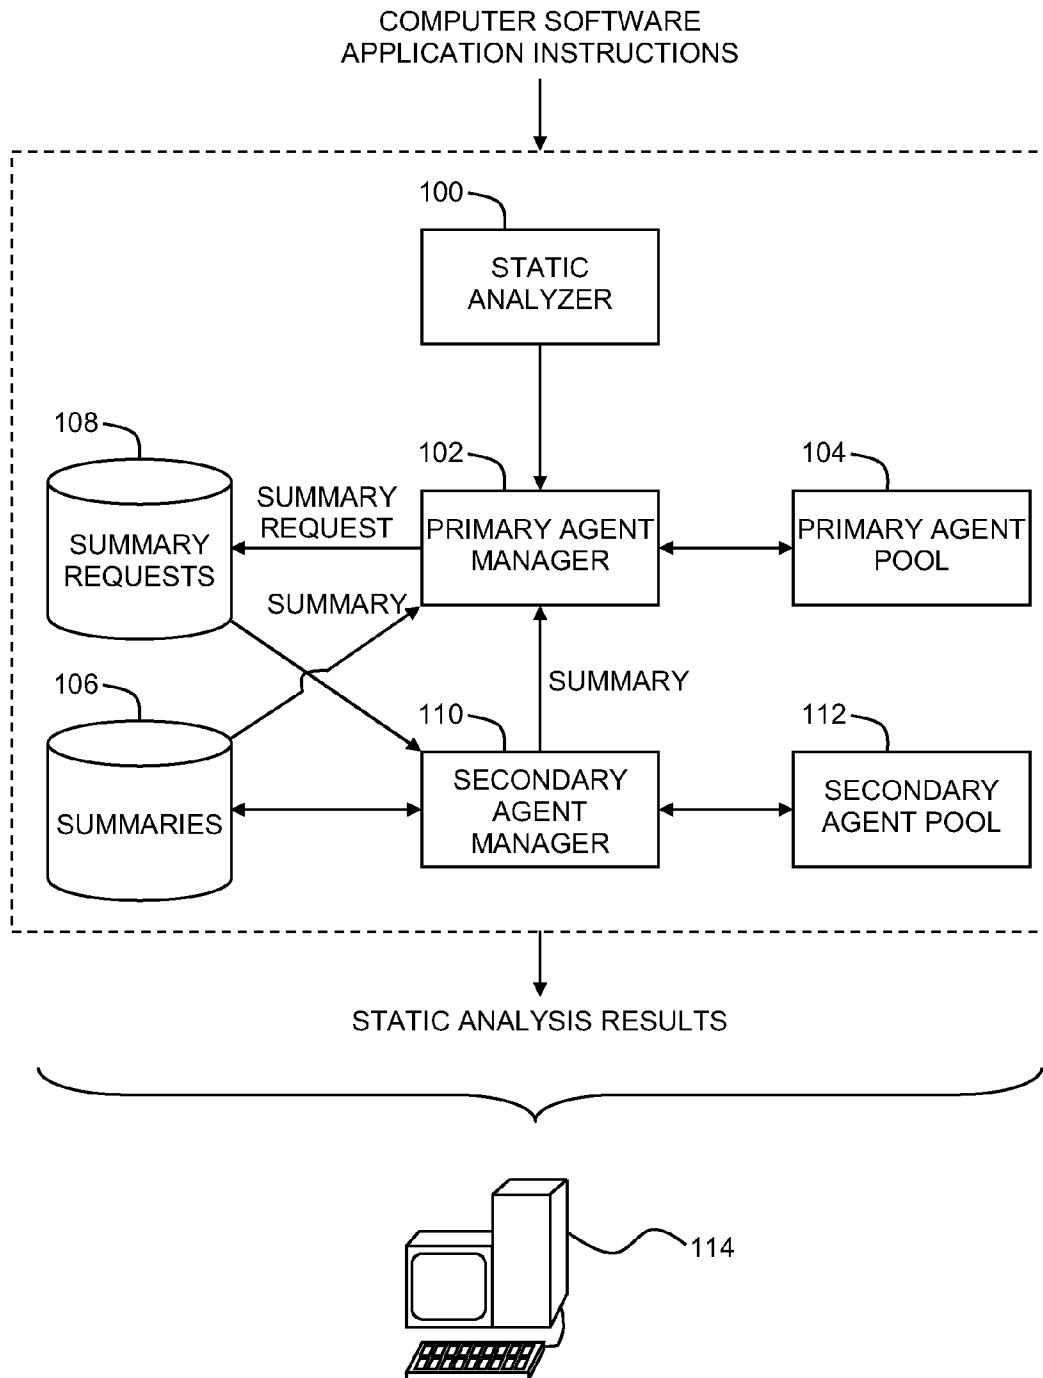 COMPUTER SOFTWARE
APPLICATION INSTRUCTIONS
100
STATIC
ANALYZER
108
SUMMARY
REQUESTS
SUMMARY
REQUEST
102
PRIMARY AGENT
MANAGER
104
PRIMARY AGENT
POOL
SUMMARY
SUMMARY
106
SUMMARIES
110
SECONDARY
AGENT
MANAGER
112
SECONDARY
AGENT POOL
STATIC ANALYSIS RESULTS
114